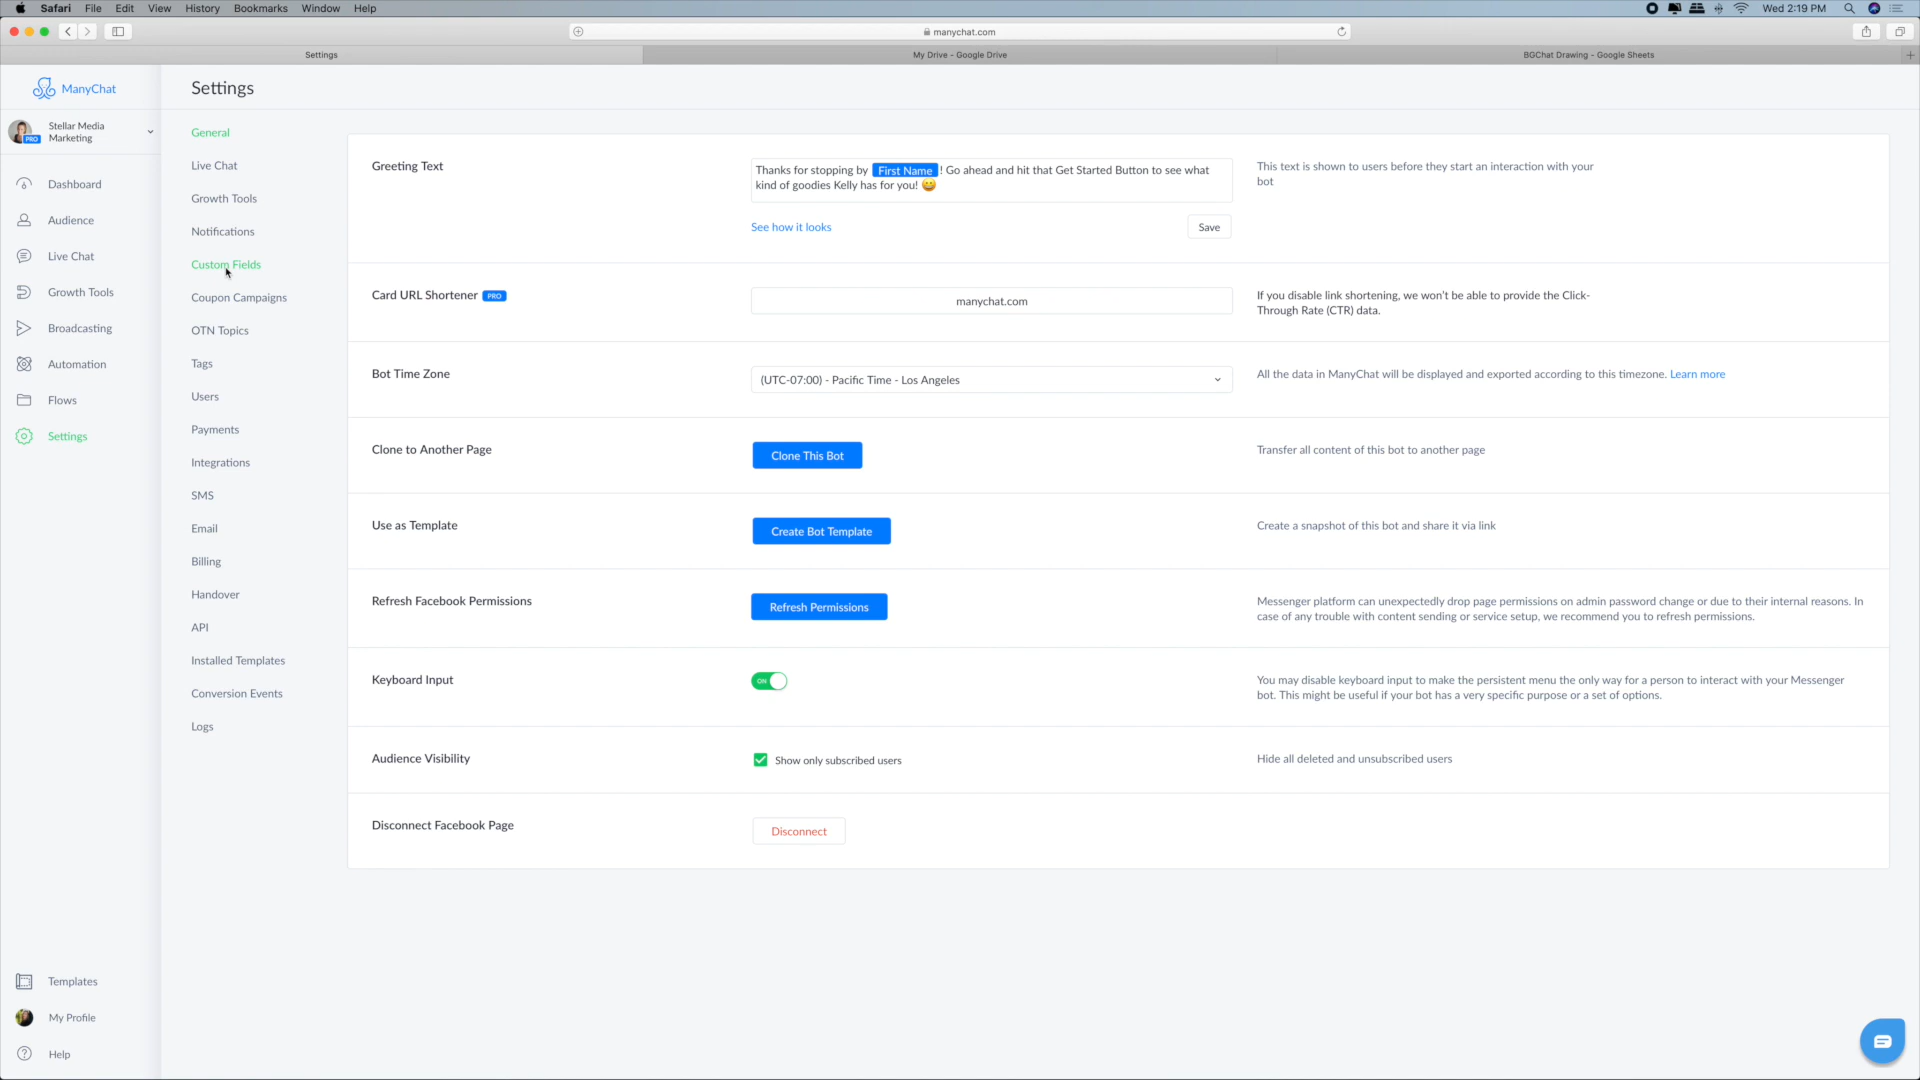 Safari File Edit View History Bookmarks Window Help
Wed 2:19 PM
manychat.com
Settings
My Drive - Google Drive
BGChat Drawing - Google Sheets
ManyChat
Settings
PRO
Stellar Media
Marketing
Dashboard
Audience
Live Chat
Growth Tools
Broadcasting
Automation
Flows
Settings
Templates
My Profile
Help
General
Live Chat
Growth Tools
Notifications
Custom Fields
Coupon Campaigns
OTN Topics
Tags
Users
Payments
Integrations
SMS
Email
Billing
Handover
API
Installed Templates
Conversion Events
Logs
Greeting Text
Thanks for stopping by First Name ! Go ahead and hit that Get Started Button to see what
kind of goodies Kelly has for you! 😄
See how it looks
Save
This text is shown to users before they start an interaction with your
bot
Card URL Shortener PRO
manychat.com
If you disable link shortening, we won't be able to provide the Click-
Through Rate (CTR) data.
Bot Time Zone
(UTC-07:00) - Pacific Time - Los Angeles
All the data in ManyChat will be displayed and exported according to this timezone. Learn more
Clone to Another Page
Clone This Bot
Transfer all content of this bot to another page
Use as Template
Create Bot Template
Create a snapshot of this bot and share it via link
Refresh Facebook Permissions
Refresh Permissions
Messenger platform can unexpectedly drop page permissions on admin password change or due to their internal reasons. In
case of any trouble with content sending or service setup, we recommend you to refresh permissions.
Keyboard Input
ON
You may disable keyboard input to make the persistent menu the only way for a person to interact with your Messenger
bot. This might be useful if your bot has a very specific purpose or a set of options.
Audience Visibility
Show only subscribed users
Hide all deleted and unsubscribed users
Disconnect Facebook Page
Disconnect